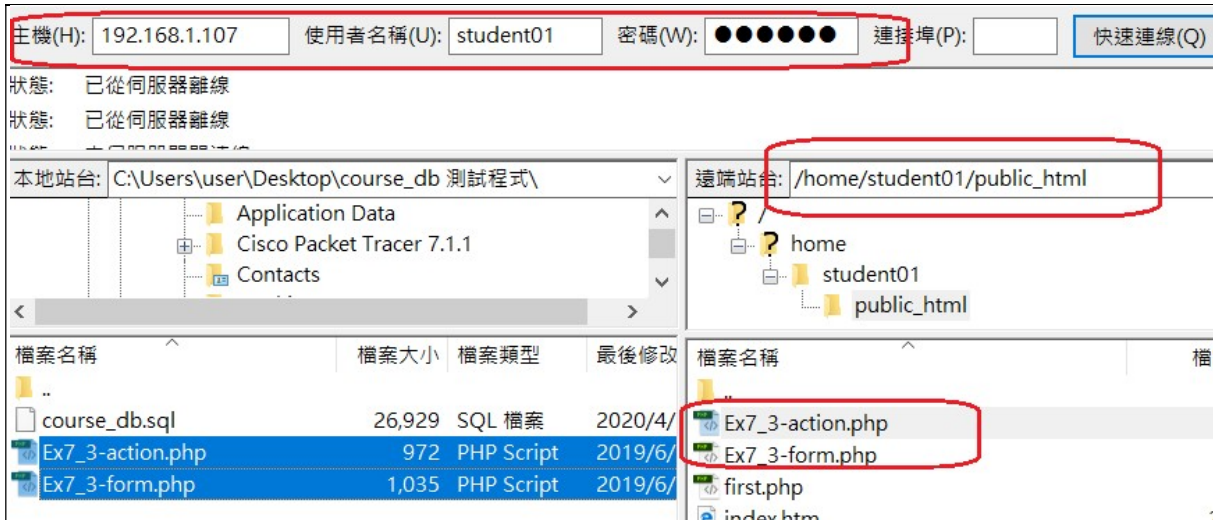 主機(H): 192.168.1.107 使用者名稱(U): student01 密碼(W): ●●●●●● 連接埠(P): 快速連線(Q)
狀態: 已從伺服器離線
狀態: 已從伺服器離線
本地站台: C:\Users\user\Desktop\course_db 測試程式\
Application Data
Cisco Packet Tracer 7.1.1
Contacts
遠端站台: /home/student01/public_html
/
home
student01
public_html
檔案名稱 檔案大小 檔案類型 最後修改
..
course_db.sql 26,929 SQL 檔案 2020/4/
Ex7_3-action.php 972 PHP Script 2019/6/
Ex7_3-form.php 1,035 PHP Script 2019/6/
檔案名稱 檔
..
Ex7_3-action.php
Ex7_3-form.php
first.php
index.htm